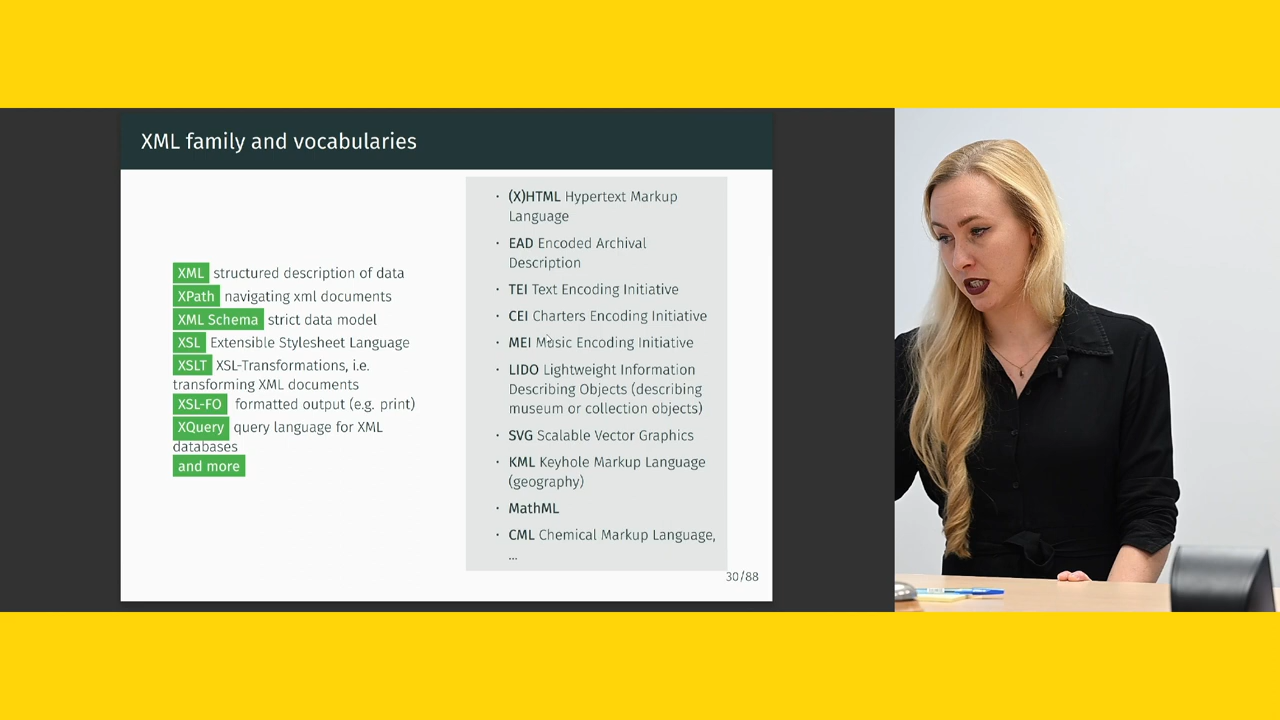 XML family and vocabularies
XML structured description of data
XPath navigating xml documents
XML Schema strict data model
XSL Extensible Stylesheet Language
XSLT XSL-Transformations, i.e.
transforming XML documents
XSL-FO formatted output (e.g. print)
XQuery query language for XML
databases
and more
· (X)HTML Hypertext Markup
Language
· EAD Encoded Archival
Description
· TEI Text Encoding Initiative
· CEI Charters Encoding Initiative
· MEI Music Encoding Initiative
· LIDO Lightweight Information
Describing Objects (describing
museum or collection objects)
· SVG Scalable Vector Graphics
· KML Keyhole Markup Language
(geography)
· MathML
· CML Chemical Markup Language,
...
30/88